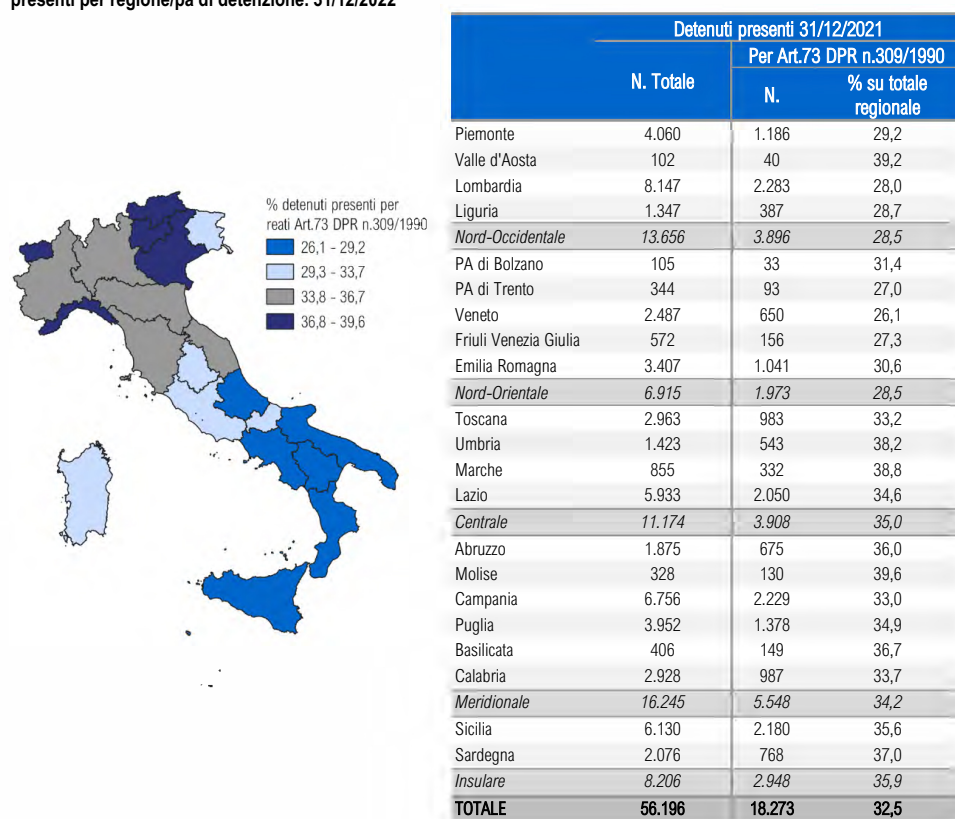 presenti per regione/pa di detenzione. 31/12/2022
Detenuti presenti 31/12/2021
Per Art.73 DPR n.309/1990
N. Totale
N.
% su totale
regionale
% detenuti presenti per
reati Art.73 DPR n.309/1990
26,1 - 29,2
29,3 - 33,7
33,8 - 36,7
36,8 - 39,6
Piemonte 4.060 1.186 29,2
Valle d'Aosta 102 40 39,2
Lombardia 8.147 2.283 28,0
Liguria 1.347 387 28,7
Nord-Occidentale 13.656 3.896 28,5
PA di Bolzano 105 33 31,4
PA di Trento 344 93 27,0
Veneto 2.487 650 26,1
Friuli Venezia Giulia 572 156 27,3
Emilia Romagna 3.407 1.041 30,6
Nord-Orientale 6.915 1.973 28,5
Toscana 2.963 983 33,2
Umbria 1.423 543 38,2
Marche 855 332 38,8
Lazio 5.933 2.050 34,6
Centrale 11.174 3.908 35,0
Abruzzo 1.875 675 36,0
Molise 328 130 39,6
Campania 6.756 2.229 33,0
Puglia 3.952 1.378 34,9
Basilicata 406 149 36,7
Calabria 2.928 987 33,7
Meridionale 16.245 5.548 34,2
Sicilia 6.130 2.180 35,6
Sardegna 2.076 768 37,0
Insulare 8.206 2.948 35,9
TOTALE 56.196 18.273 32,5